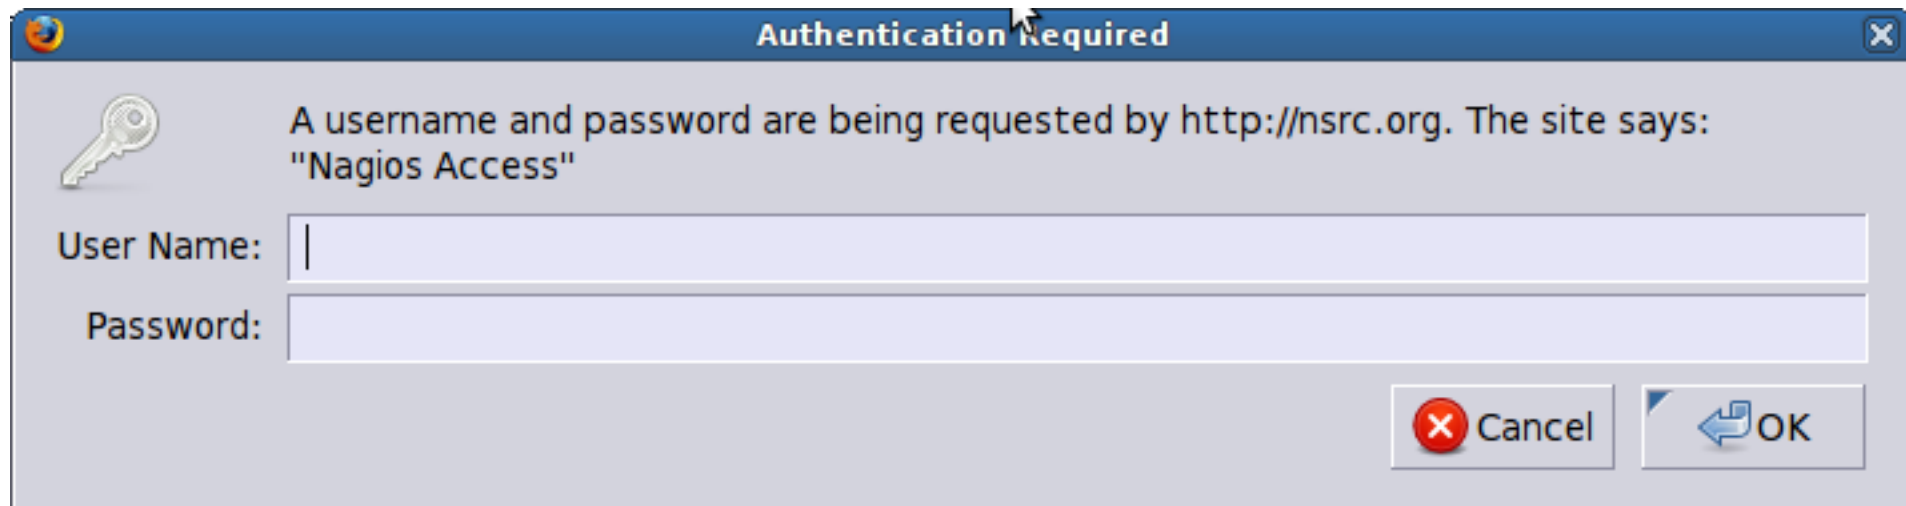 Authentication Required
A username and password are being requested by http://nsrc.org. The site says:
"Nagios Access"
User Name:
Password:
Cancel
OK